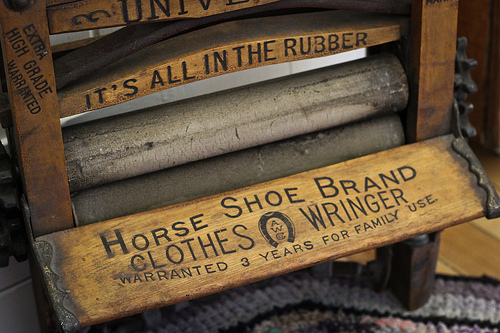 UNIVE
EXTRA
HIGH GRADE
WARRANTED
IT'S ALL IN THE RUBBER
HORSE SHOE BRAND
CLOTHES WRINGER
WARRANTED 3 YEARS FOR FAMILY USE.